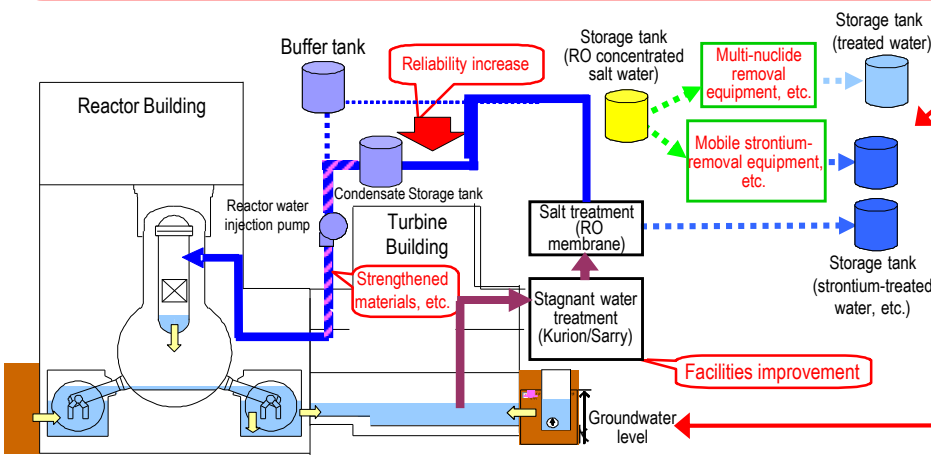 Storage tank
(treated water)
Storage tank
(RO concentrated
salt water)
Buffer tank
Reliability increase
Multi-nuclide
removal
equipment, etc.
Reactor Building
Mobile strontium-
removal equipment,
etc.
Condensate Storage tank
Reactor water
injection pump
Turbine
Building
Salt treatment
(RO
membrane)
Strengthened
materials, etc.
Stagnant water
treatment
(Kurion/Sarry)
Storage tank
(strontium-treated
water, etc.)
Facilities improvement
Groundwater
level